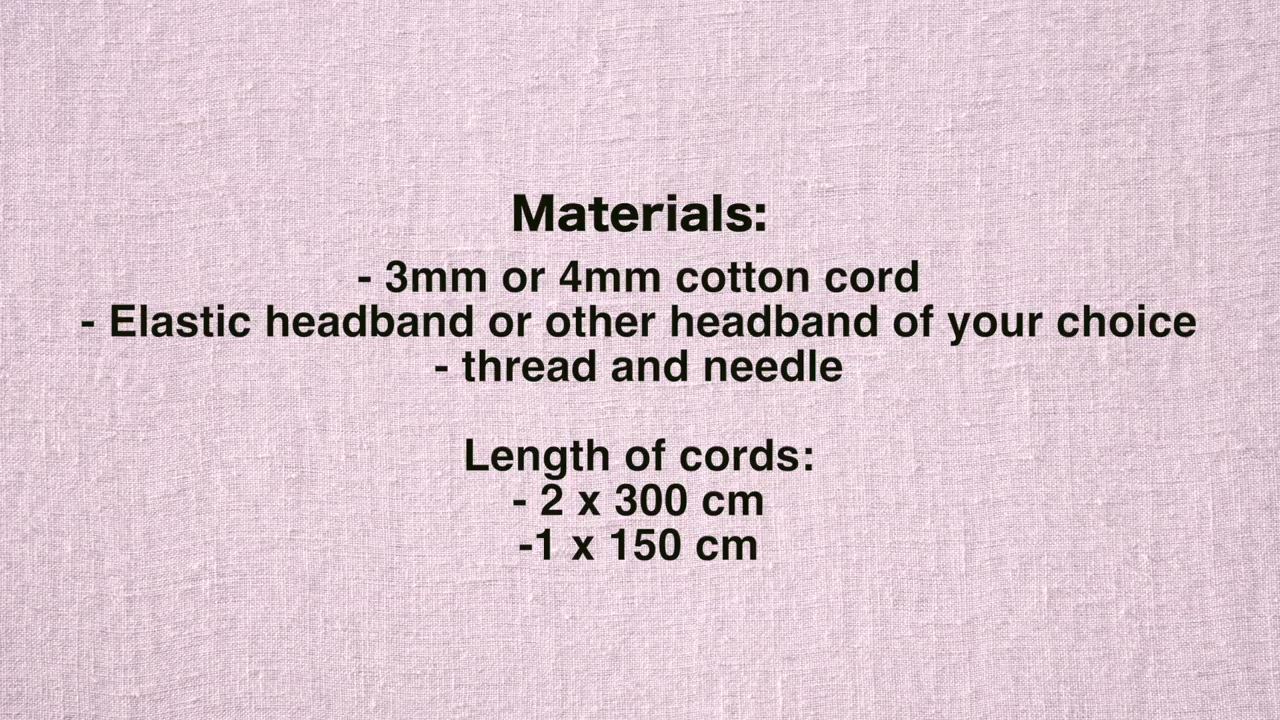 Materials:
- 3mm or 4mm cotton cord
- Elastic headband or other headband of your choice
- thread and needle
Length of cords:
- 2 x 300 cm
-1 x 150 cm